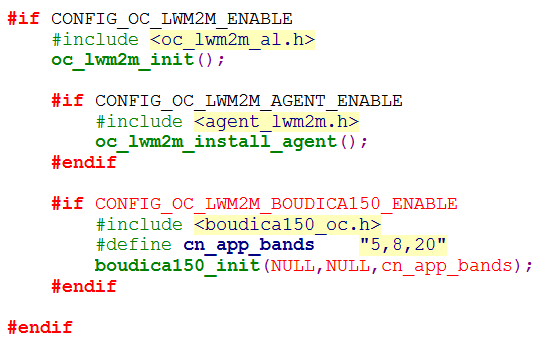 #if CONFIG_OC_LWM2M_ENABLE
#include <oc_lwm2m_al.h>
oc_lwm2m_init();
#if CONFIG_OC_LWM2M_AGENT_ENABLE
#include <agent_lwm2m.h>
oc_lwm2m_install_agent();
#endif
#if CONFIG_OC_LWM2M_BOUDICA150_ENABLE
#include <boudica150_oc.h>
#define cn_app_bands "5,8,20"
boudica150_init(NULL,NULL,cn_app_bands);
#endif
#endif